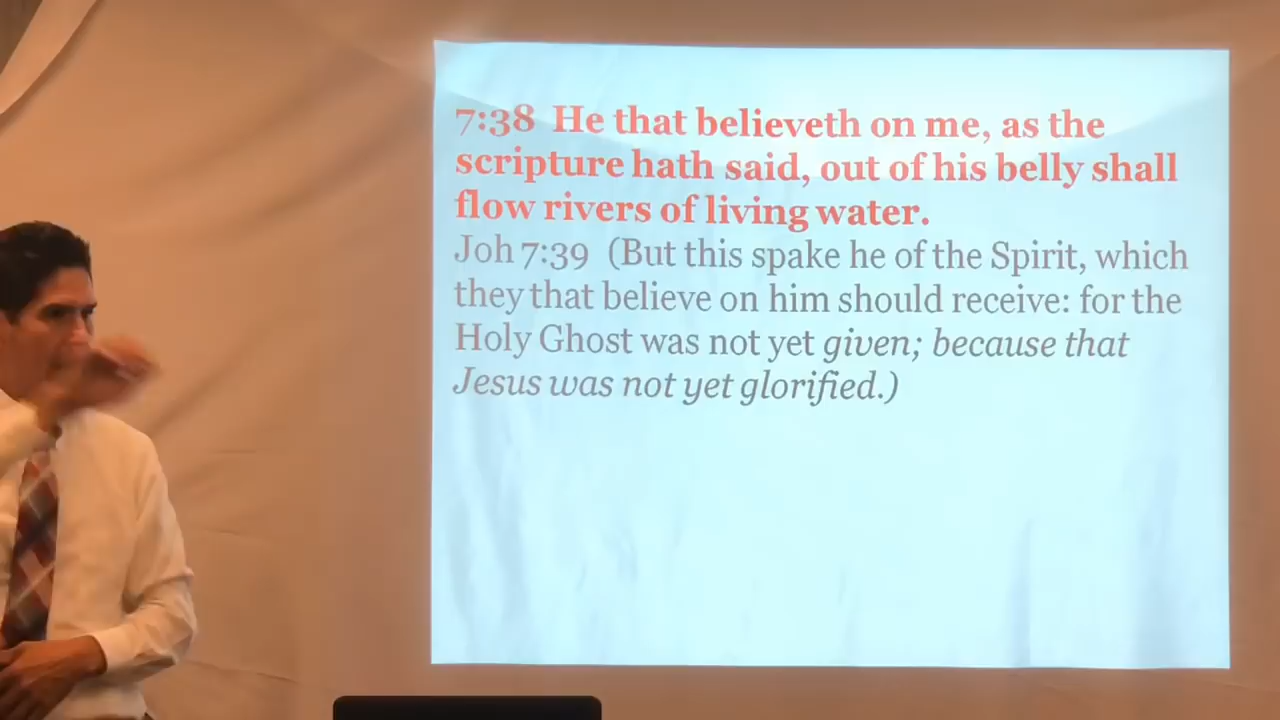 7:38 He that believeth on me, as the
scripture hath said, out of his belly shall
flow rivers of living water.
Joh 7:39 (But this spake he of the Spirit, which
they that believe on him should receive: for the
Holy Ghost was not yet given; because that
Jesus was not yet glorified.)